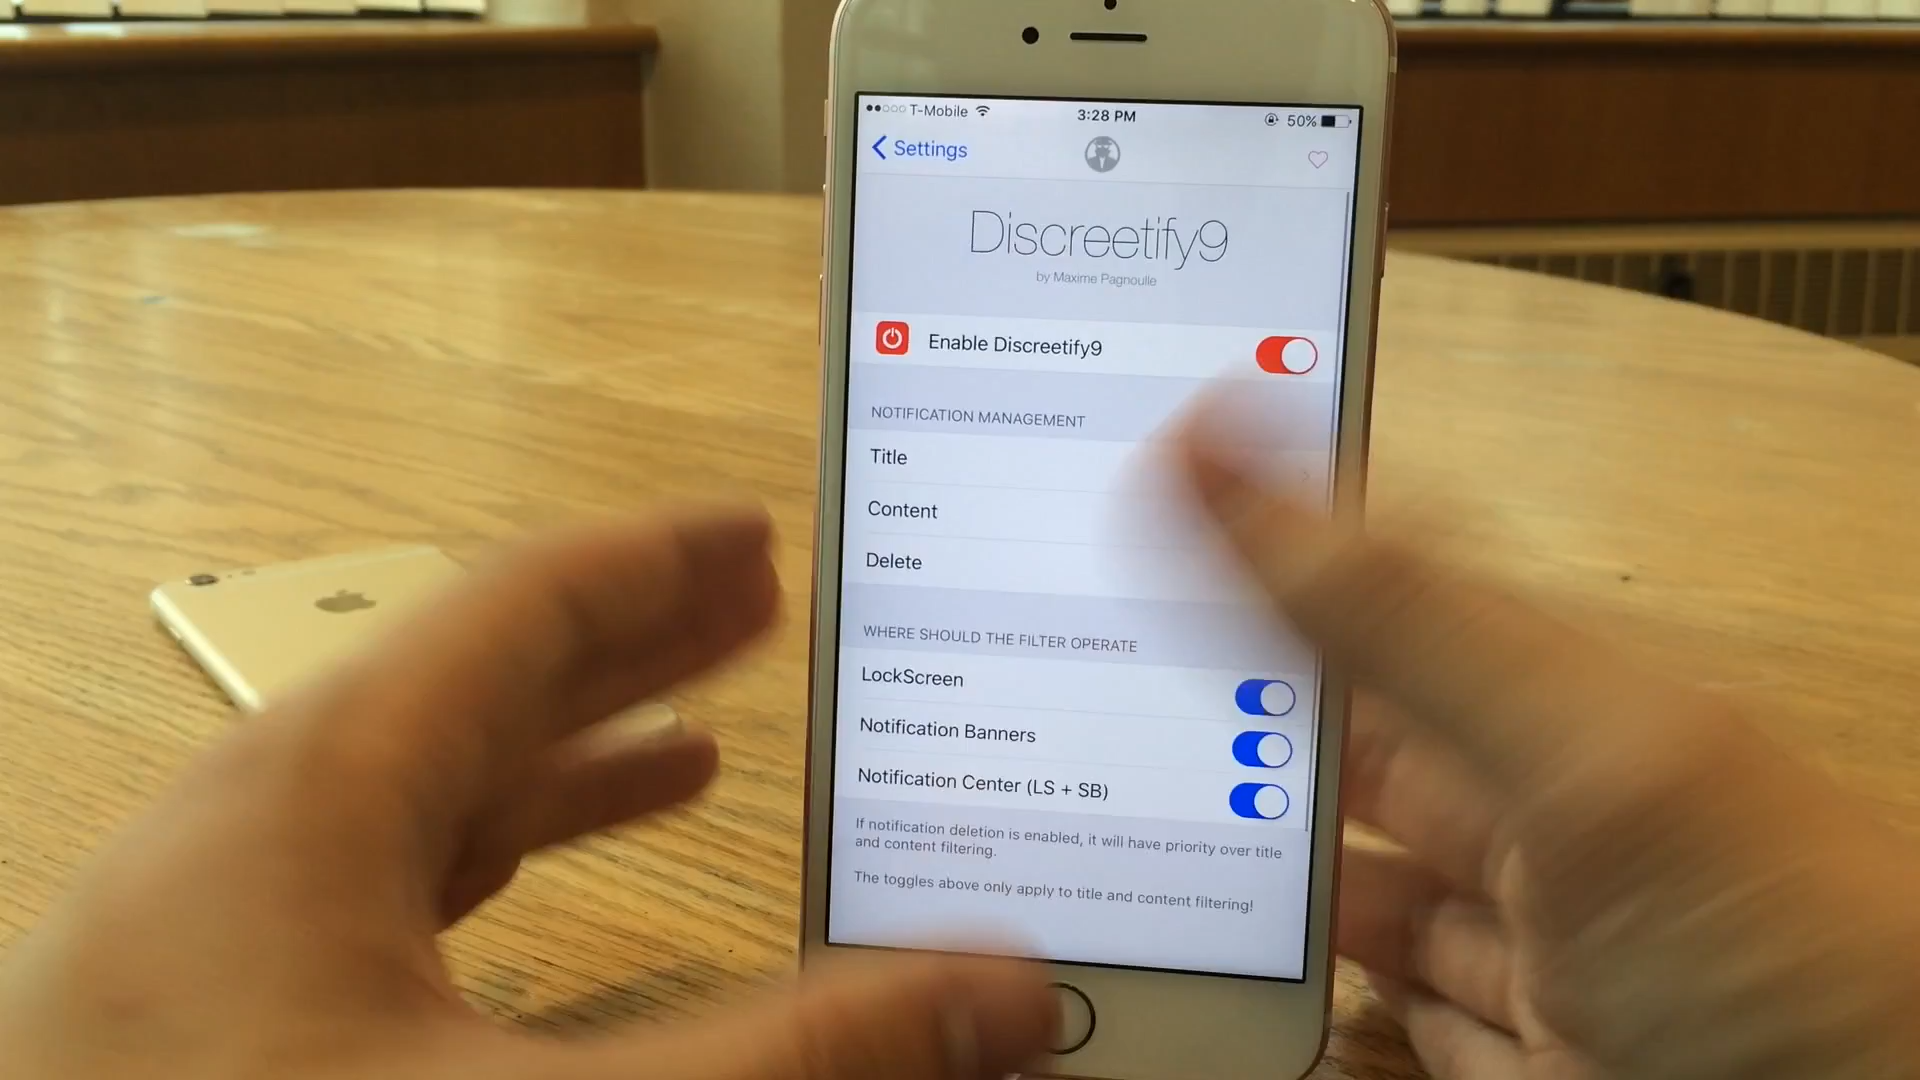 T-Mobile
3:28 PM
50%
Settings
Discreetify9
by Maxime Pagnoulle
Enable Discreetify9
NOTIFICATION MANAGEMENT
Title
Content
Delete
WHERE SHOULD THE FILTER OPERATE
LockScreen
Notification Banners
Notification Center (LS + SB)
If notification deletion is enabled, it will have priority over title
and content filtering.
The toggles above only apply to title and content filtering!